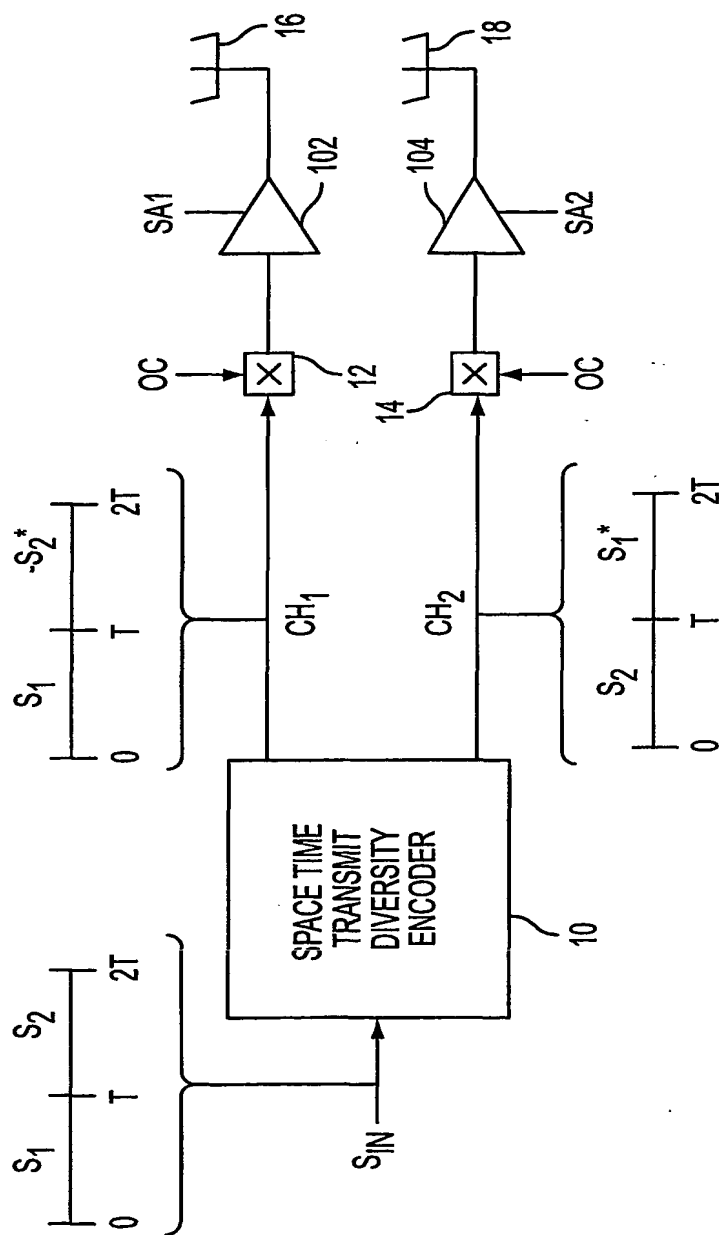 S1 S2
0 T 2T
SIN
SPACE TIME
TRANSMIT
DIVERSITY
ENCODER
10
S1 -S2*
0 T 2T
CH1
CH2
S2 S1*
0 T 2T
OC
X
12
14
X
OC
SA1
102
104
SA2
16
18